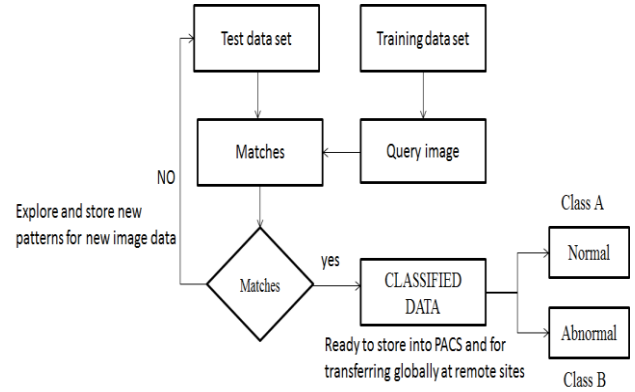 Test data set
Training data set
Matches
Query image
NO
Explore and store new
patterns for new image data
Matches
yes
CLASSIFIED
DATA
Class A
Normal
Abnormal
Class B
Ready to store into PACS and for
transferring globally at remote sites